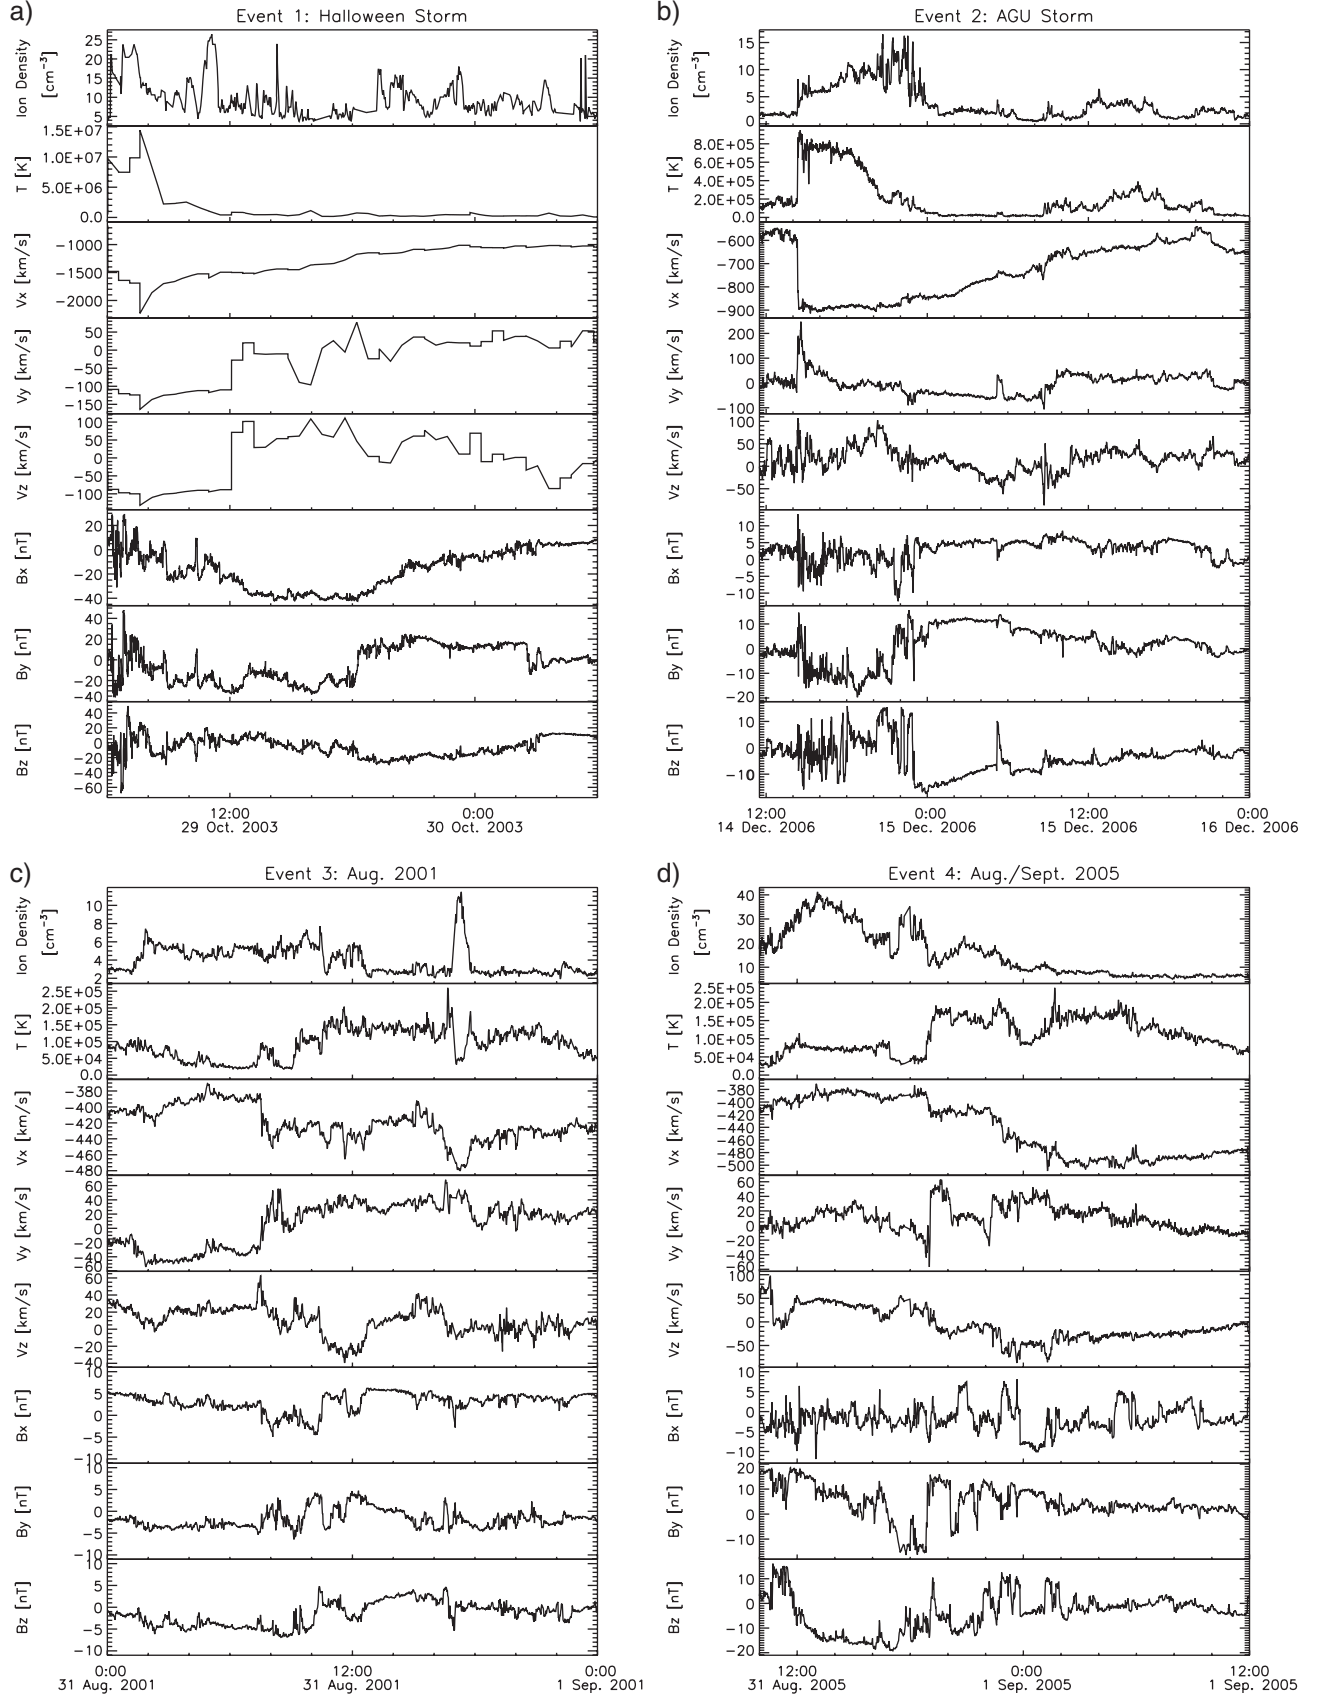 a)
Event 1: Halloween Storm
Ion Density
[cm⁻³]
25
20
15
10
5
T [K]
1.5E+07
1.0E+07
5.0E+06
0.0
Vx [km/s]
−1000
−1500
−2000
Vy [km/s]
50
0
−50
−100
−150
Vz [km/s]
100
50
0
−50
−100
Bx [nT]
20
0
−20
−40
By [nT]
40
20
0
−20
−40
Bz [nT]
40
20
0
−20
−40
−60
12:00
0:00
29 Oct. 2003
30 Oct. 2003
b)
Event 2: AGU Storm
Ion Density
[cm⁻³]
15
10
5
0
T [K]
8.0E+05
6.0E+05
4.0E+05
2.0E+05
0.0
Vx [km/s]
−600
−700
−800
−900
Vy [km/s]
200
100
0
−100
Vz [km/s]
100
50
0
−50
Bx [nT]
10
5
0
−5
−10
By [nT]
10
0
−10
−20
Bz [nT]
10
0
−10
12:00
0:00
12:00
0:00
14 Dec. 2006
15 Dec. 2006
15 Dec. 2006
16 Dec. 2006
c)
Event 3: Aug. 2001
Ion Density
[cm⁻³]
10
8
6
4
2
T [K]
2.5E+05
2.0E+05
1.5E+05
1.0E+05
5.0E+04
0.0
Vx [km/s]
−380
−400
−420
−440
−460
−480
Vy [km/s]
60
40
20
0
−20
−40
−60
Vz [km/s]
60
40
20
0
−20
−40
Bx [nT]
10
5
0
−5
−10
By [nT]
10
5
0
−5
−10
Bz [nT]
10
5
0
−5
−10
0:00
12:00
0:00
31 Aug. 2001
31 Aug. 2001
1 Sep. 2001
d)
Event 4: Aug./Sept. 2005
Ion Density
[cm⁻³]
40
30
20
10
T [K]
2.5E+05
2.0E+05
1.5E+05
1.0E+05
5.0E+04
0.0
Vx [km/s]
−380
−400
−420
−440
−460
−480
−500
Vy [km/s]
60
40
20
0
−20
−40
−60
Vz [km/s]
100
50
0
−50
Bx [nT]
10
5
0
−5
−10
By [nT]
20
10
0
−10
Bz [nT]
10
0
−10
−20
12:00
0:00
12:00
31 Aug. 2005
1 Sep. 2005
1 Sep. 2005